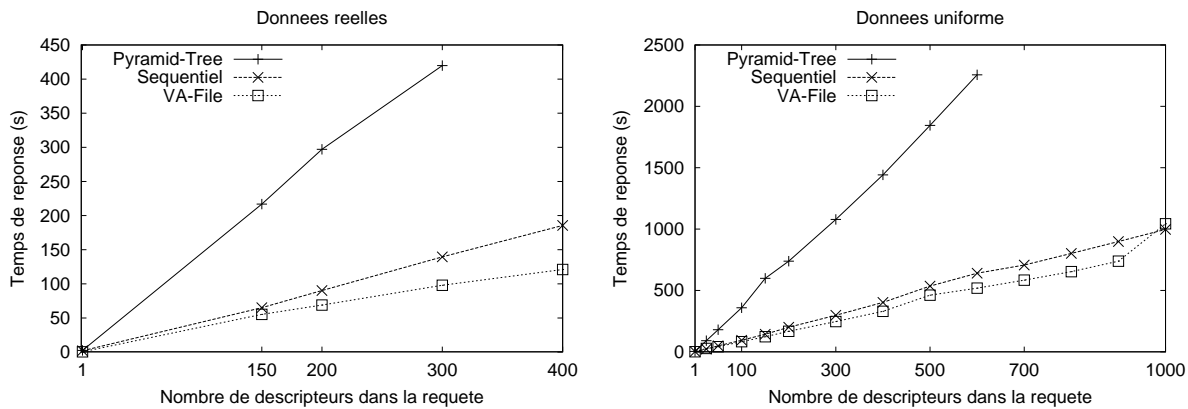 Donnees reelles
450
400
350
300
250
200
150
100
50
0
Temps de reponse (s)
Pyramid-Tree
Sequentiel
VA-File
1 150 200 300 400
Nombre de descripteurs dans la requete
Donnees uniforme
2500
2000
1500
1000
500
0
Temps de reponse (s)
Pyramid-Tree
Sequentiel
VA-File
1 100 300 500 700 1000
Nombre de descripteurs dans la requete